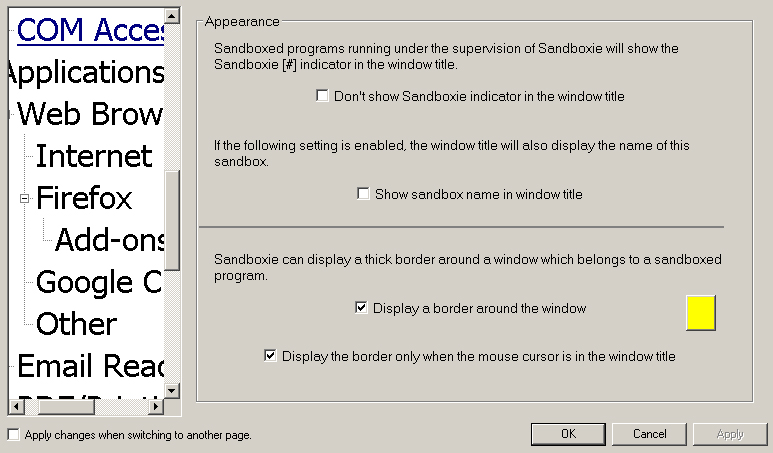 COM Acces
Applications
Web Brow
Internet
Firefox
Add-ons
Google C
Other
Email Read
Appearance
Sandboxed programs running under the supervision of Sandboxie will show the
Sandboxie [#] indicator in the window title.
Don't show Sandboxie indicator in the window title
If the following setting is enabled, the window title will also display the name of this
sandbox.
Show sandbox name in window title
Sandboxie can display a thick border around a window which belongs to a sandboxed
program.
Display a border around the window
Display the border only when the mouse cursor is in the window title
Apply changes when switching to another page.
OK
Cancel
Apply